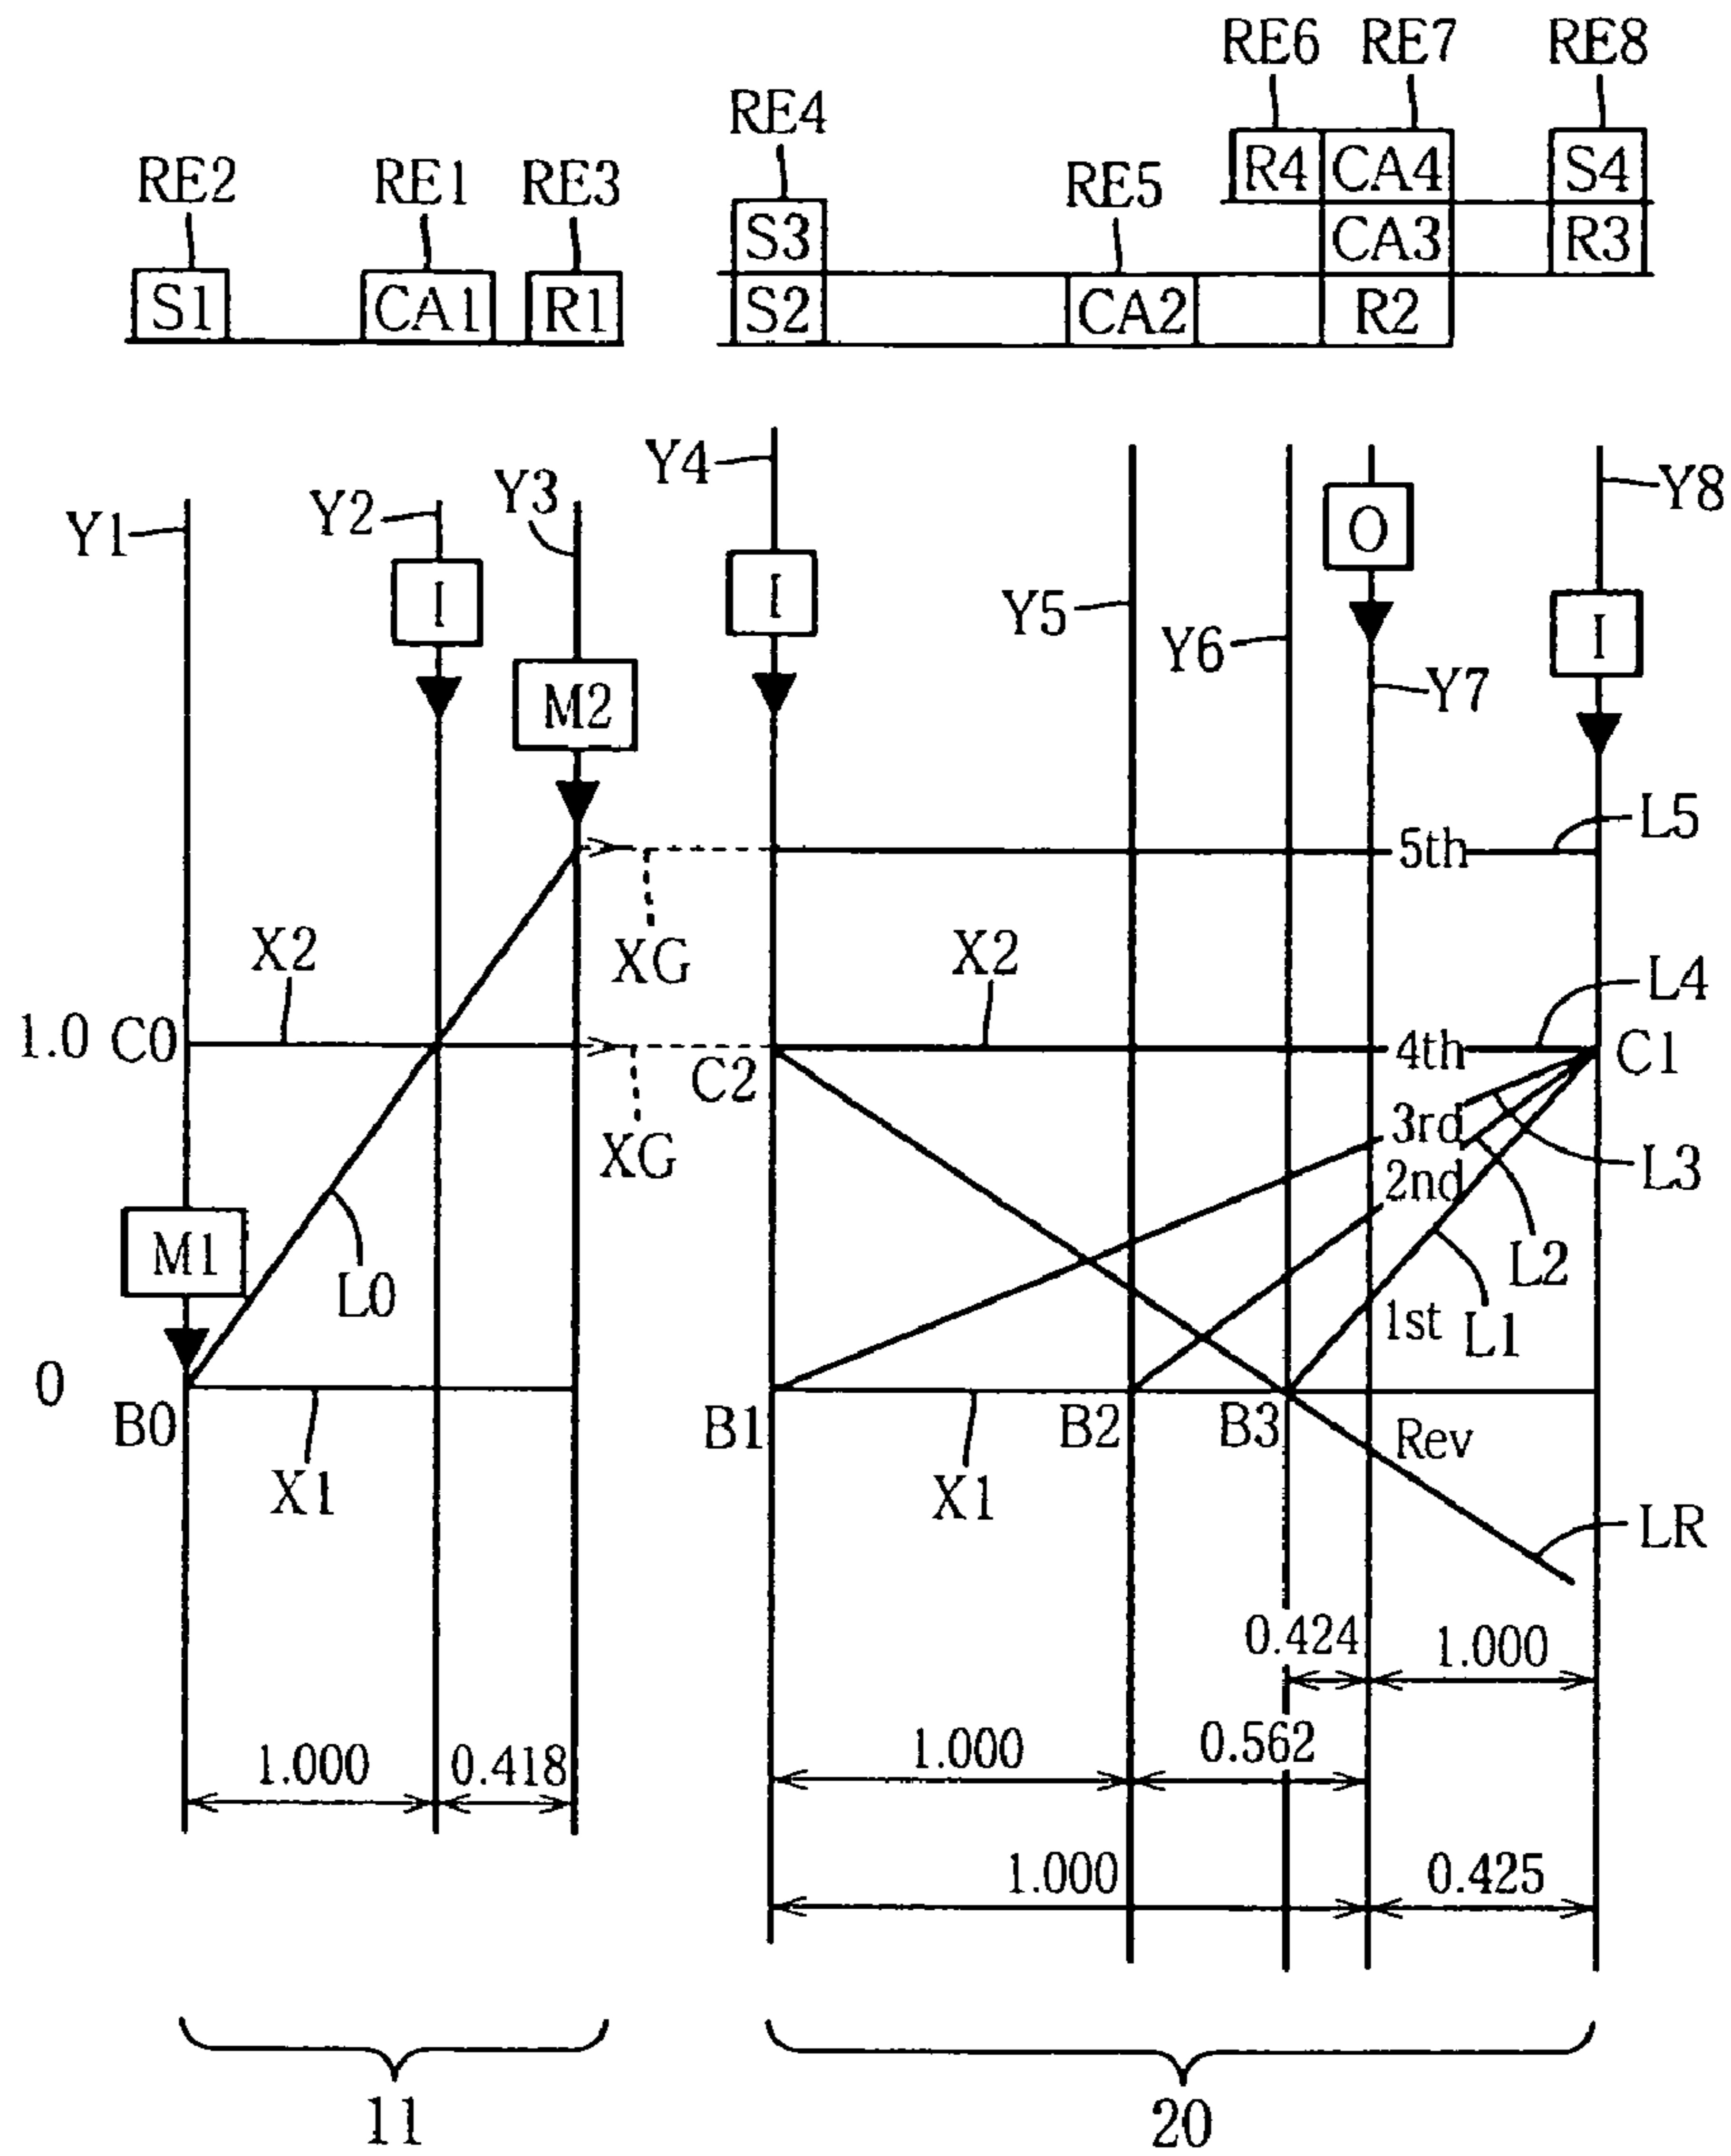 RE6 RE7 RE8
RE4
RE2 RE1 RE3 RE5
R4 CA4 S4
S3 CA3 R3
S1 CA1 R1 S2 CA2 R2
Y4 Y8
Y1 Y2 Y3
O
I I Y5 I
Y6
M2 Y7
L5
5th
X2 XG X2 L4
1.0 C0 C2 4th C1
XG 3rd L3
2nd
M1 L0 L2
1st L1
0
B0 B1 B2 B3 Rev
X1 X1 LR
0.424 1.000
1.000 0.418 1.000 0.562
1.000 0.425
11 20